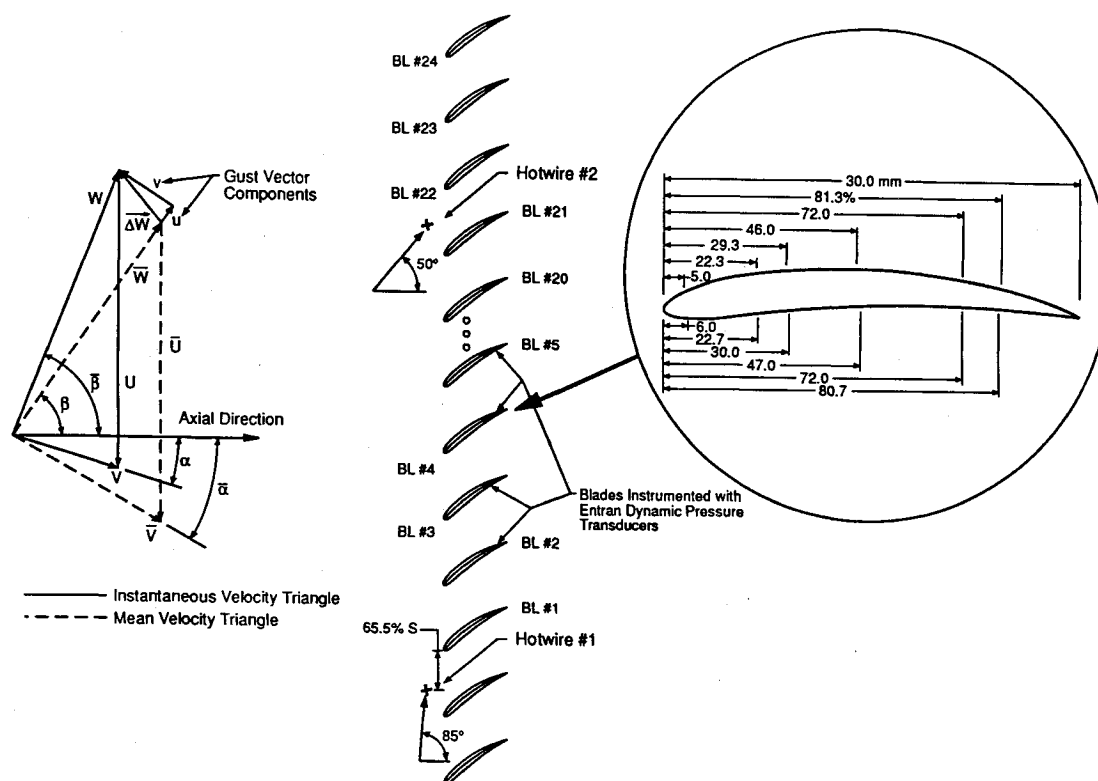 W
v
Gust Vector
Components
u
ΔW
W
U
β
U
β
Axial Direction
α
V
α
V
Instantaneous Velocity Triangle
Mean Velocity Triangle
BL #24
BL #23
BL #22
Hotwire #2
BL #21
50°
BL #20
BL #5
BL #4
Blades Instrumented with
Entran Dynamic Pressure
Transducers
BL #3
BL #2
BL #1
65.5% S
Hotwire #1
85°
30.0 mm
81.3%
72.0
46.0
29.3
22.3
5.0
6.0
22.7
30.0
47.0
72.0
80.7